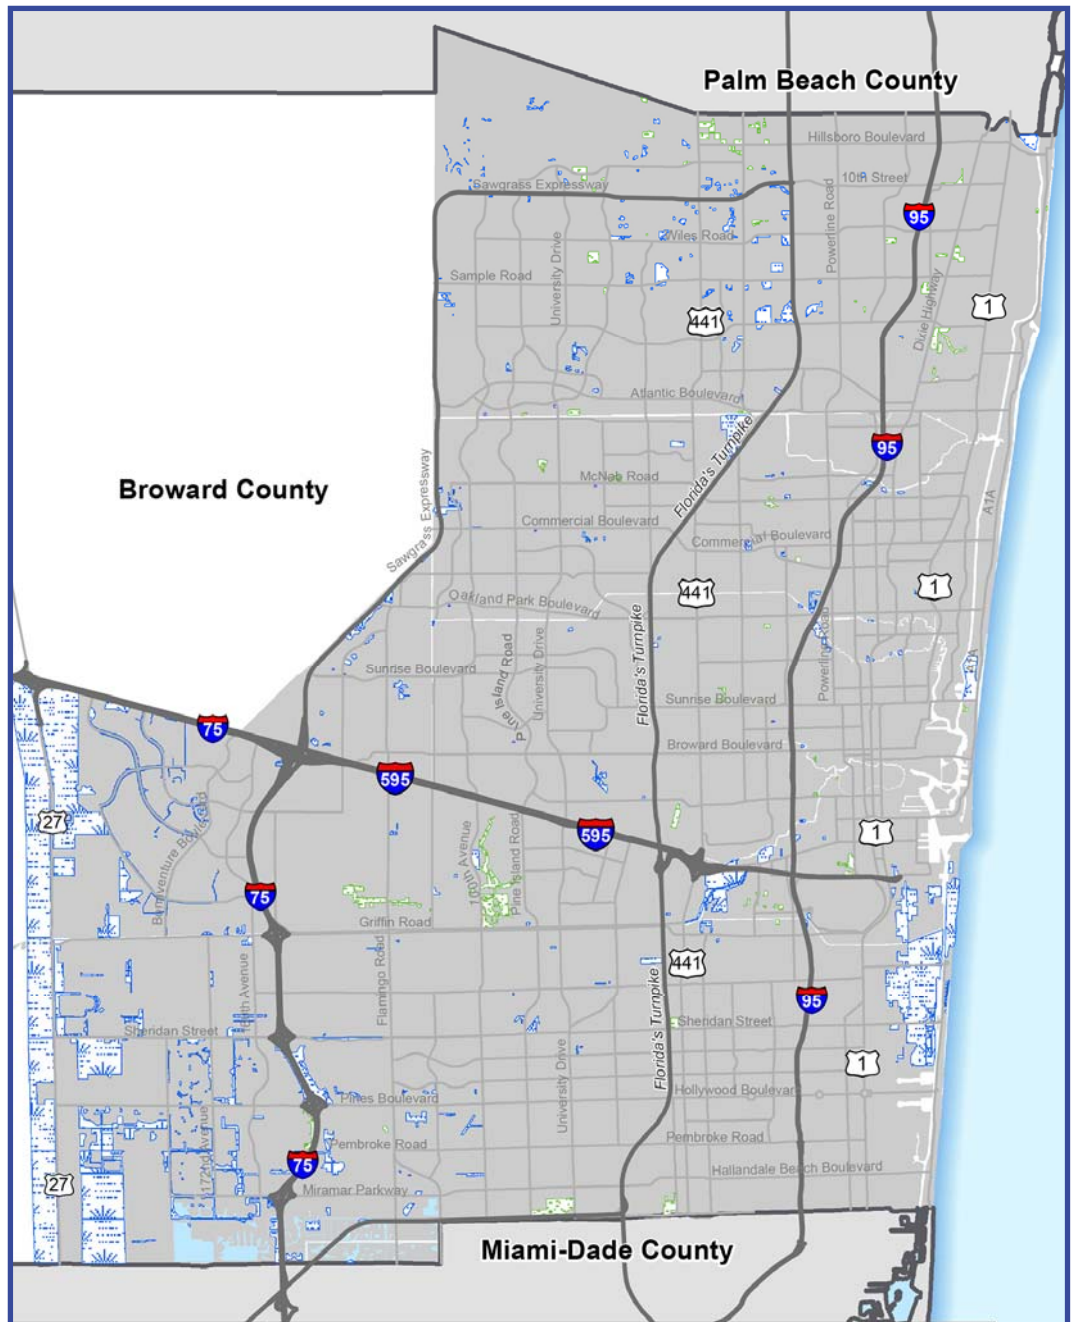 Palm Beach County
Hillsboro Boulevard
10th Street
Sawgrass Expressway
Powerline Road
95
Wiles Road
University Drive
Sample Road
1
441
Dixie Highway
Atlantic Boulevard
Florida's Turnpike
95
McNab Road
Broward County
Sawgrass Expressway
A1A
Commercial Boulevard
Commercial Boulevard
1
441
Oakland Park Boulevard
Florida's Turnpike
Powerline Road
Pine Island Road
University Drive
A1A
Sunrise Boulevard
Sunrise Boulevard
75
Broward Boulevard
595
27
Bonaventure Boulevard
595
1
100th Avenue
Pine Island Road
75
Griffin Road
Flamingo Road
441
Florida's Turnpike
95
Sheridan Street
Sheridan Street
1
University Drive
Hollywood Boulevard
Pines Boulevard
172nd Avenue
Pembroke Road
Pembroke Road
75
Hallandale Beach Boulevard
27
Miramar Parkway
Miami-Dade County